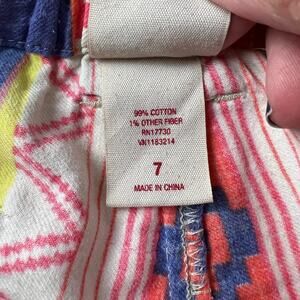 99% COTTON
1% OTHER FIBER
RN17730
VN1183214
7
MADE IN CHINA